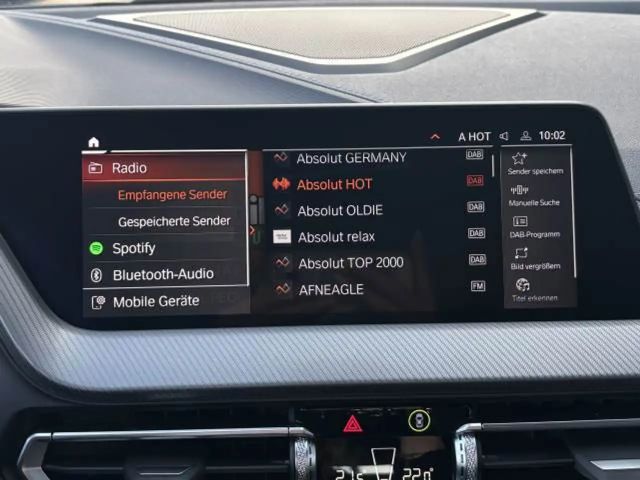 A HOT 10:02
Radio
Empfangene Sender
Gespeicherte Sender
Spotify
Bluetooth-Audio
Mobile Geräte
Absolut GERMANY DAB
Absolut HOT DAB
Absolut OLDIE DAB
Absolut relax DAB
Absolut TOP 2000 DAB
AFNEAGLE FM
Sender speichern
Manuelle Suche
DAB-Programm
Bild vergrößern
Titel erkennen
22.0°